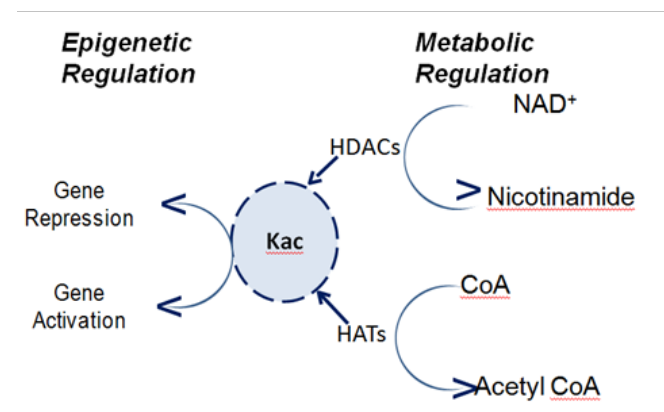 Epigenetic
Regulation
Metabolic
Regulation
NAD+
HDACs
Nicotinamide
Gene
Repression
Kac
Gene
Activation
CoA
HATs
Acetyl CoA